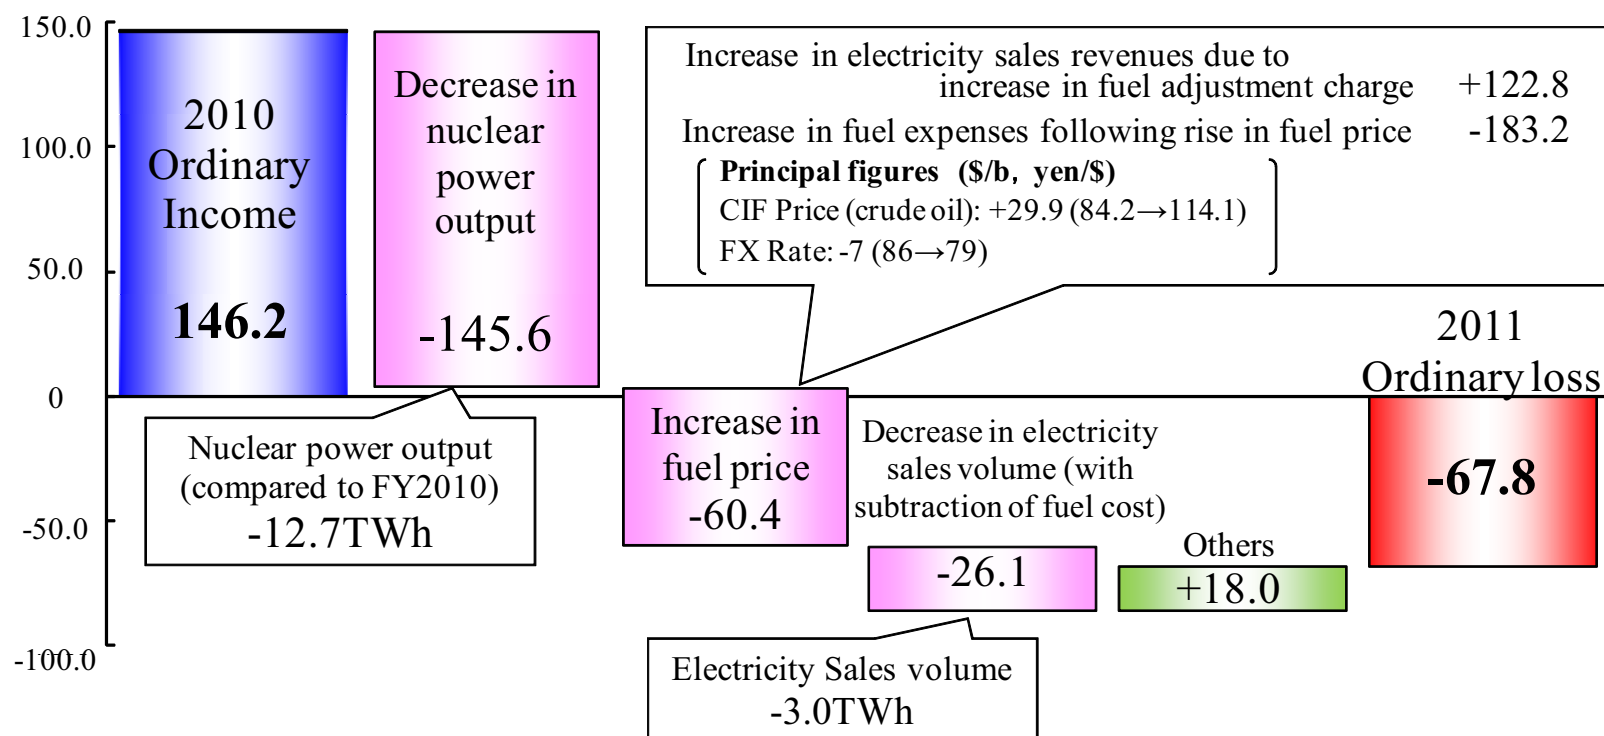 150.0
100.0
50.0
0
-50.0
-100.0
2010
Ordinary
Income
146.2
Decrease in
nuclear
power
output
-145.6
Nuclear power output
(compared to FY2010)
-12.7TWh
Increase in electricity sales revenues due to
increase in fuel adjustment charge +122.8
Increase in fuel expenses following rise in fuel price -183.2
Principal figures ($/b, yen/$)
CIF Price (crude oil): +29.9 (84.2→114.1)
FX Rate: -7 (86→79)
Increase in
fuel price
-60.4
Decrease in electricity
sales volume (with
subtraction of fuel cost)
-26.1
Electricity Sales volume
-3.0TWh
Others
+18.0
2011
Ordinary loss
-67.8